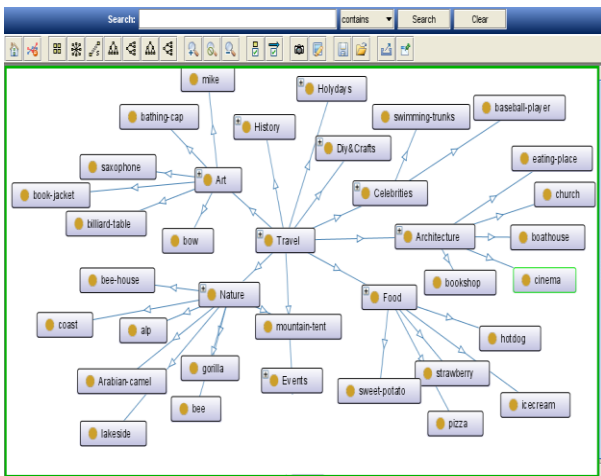 Search: contains Search Clear
mike
Holydays
bathing-cap
swimming-trunks
baseball-player
History
Diy&Crafts
eating-place
saxophone
Art
Celebrities
church
book-jacket
billiard-table
bow
Travel
Architecture
boathouse
bee-house
bookshop
cinema
Nature
Food
coast
alp
mountain-tent
hotdog
gorilla
Arabian-camel
Events
sweet-potato
strawberry
bee
icecream
lakeside
pizza